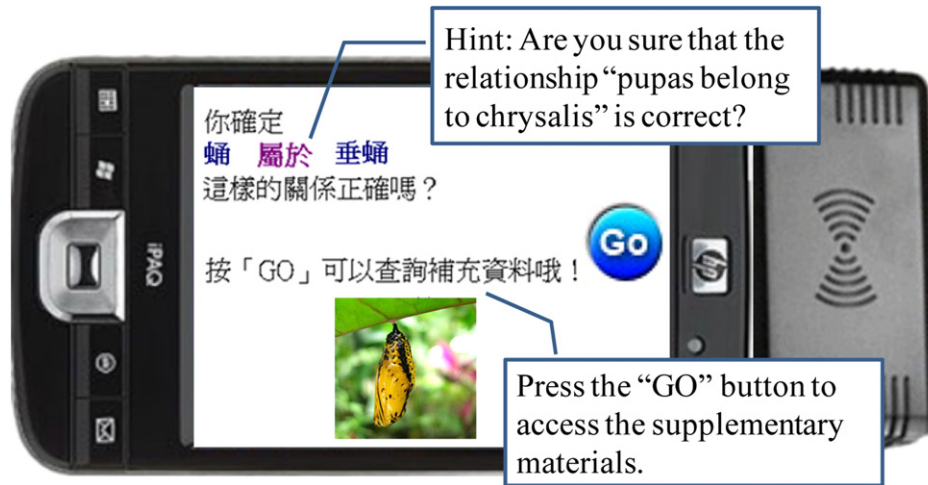 Hint: Are you sure that the
relationship “pupas belong
to chrysalis” is correct?
你確定
蛹 屬於 垂蛹
這樣的關係正確嗎？
Go
按「GO」可以查詢補充資料哦！
iPAQ
hp
Press the “GO” button to
access the supplementary
materials.